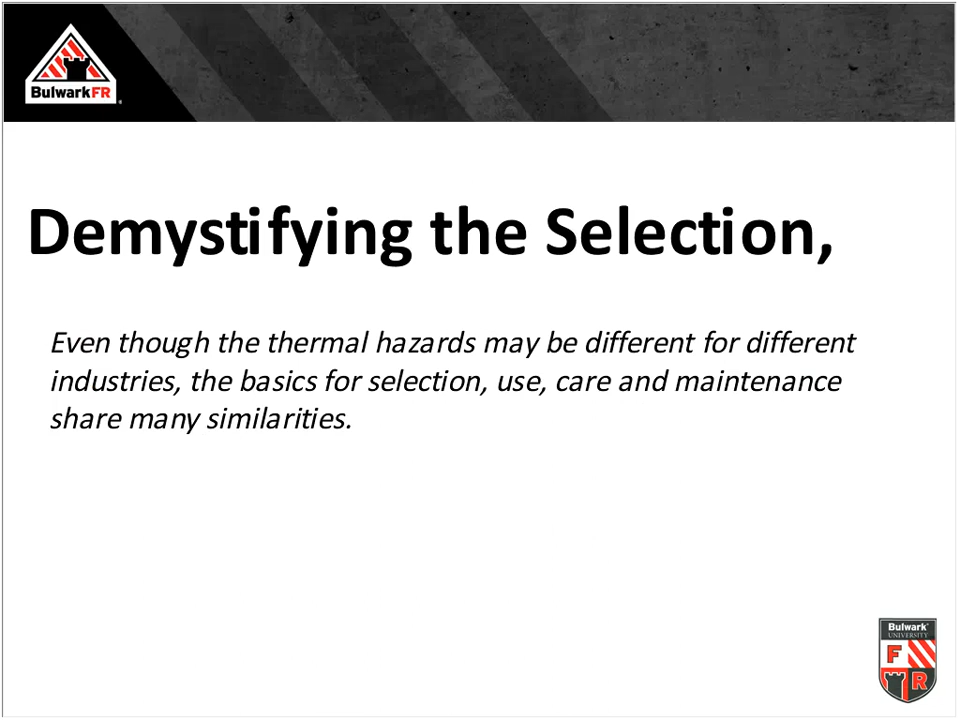 BulwarkFR
Demystifying the Selection,
Even though the thermal hazards may be different for different
industries, the basics for selection, use, care and maintenance
share many similarities.
Bulwark
UNIVERSITY
F
R